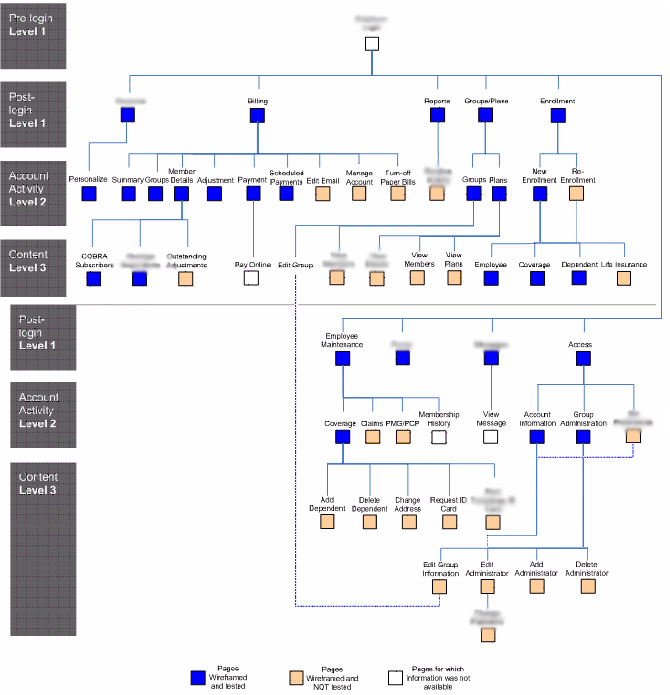 Pre-login
Level 1
Post-
login
Level 1
Billing
Reports
Groups/Plans
Enrollment
Account
Activity
Level 2
Personalize
Summary
Groups
Member
Details
Adjustment
Payment
Scheduled
Payments
Edit Email
Manage
Account
Turn-off
Paper Bills
Groups
Plans
New
Enrollment
Re-
Enrollment
Content
Level 3
COBRA
Subscribers
Outstanding
Adjustments
Pay Online
Edit Group
View
Members
View
Plans
Employee
Coverage
Dependent
Life Insurance
Post-
login
Level 1
Employee
Maintenance
Access
Account
Activity
Level 2
Coverage
Claims
PMG/PCP
Membership
History
View
Message
Account
Information
Group
Administration
Content
Level 3
Add
Dependent
Delete
Dependent
Change
Address
Request ID
Card
Edit Group
Information
Edit
Administrator
Add
Administrator
Delete
Administrator
Pages
Wireframed
and tested
Pages
Wireframed and
NOT tested
Pages for which
information was not
available